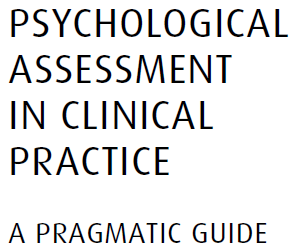 PSYCHOLOGICAL
ASSESSMENT
IN CLINICAL
PRACTICE
A PRAGMATIC GUIDE